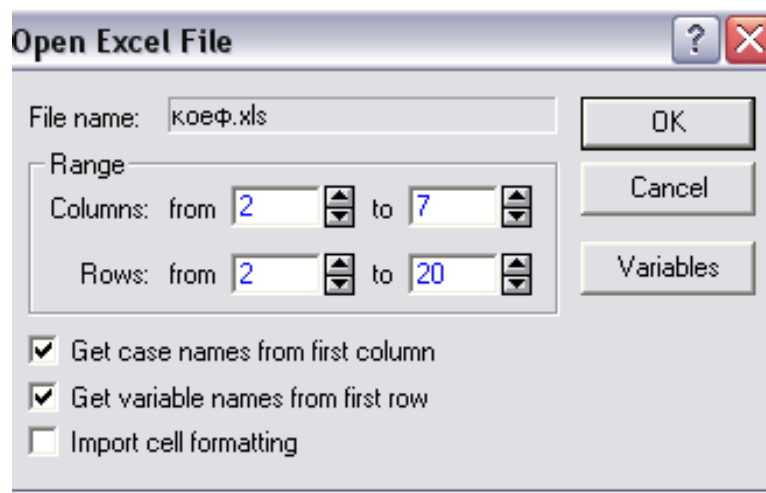 Open Excel File
?
File name: коеф.xls
OK
Range
Columns: from 2 to 7
Cancel
Rows: from 2 to 20
Variables
Get case names from first column
Get variable names from first row
Import cell formatting